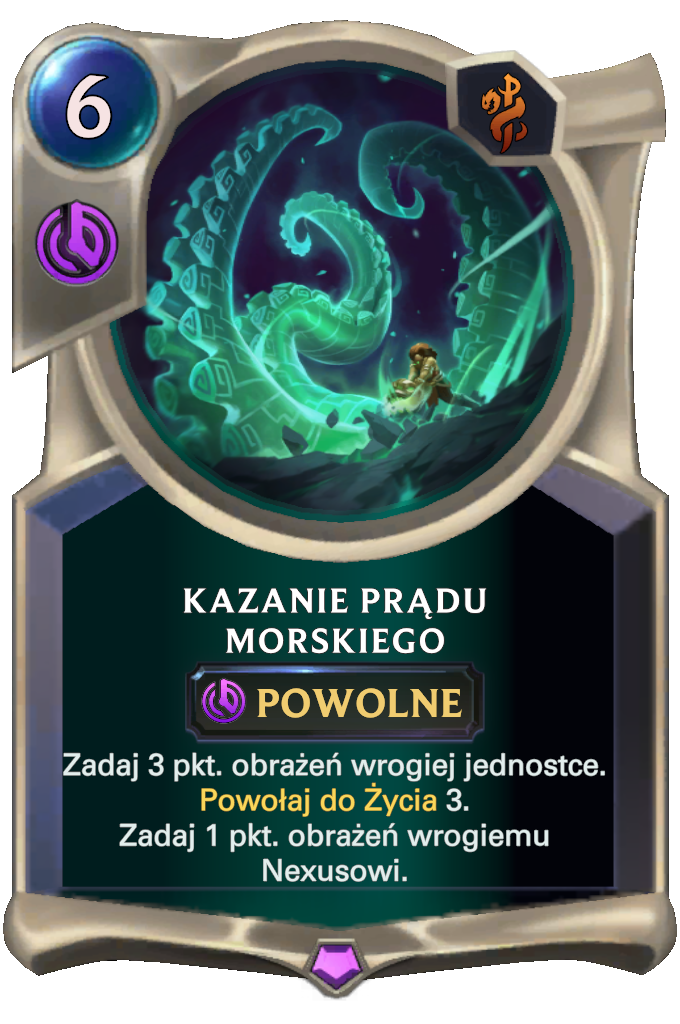 6
KAZANIE PRĄDU
MORSKIEGO
POWOLNE
Zadaj 3 pkt. obrażeń wrogiej jednostce.
Powołaj do Życia 3.
Zadaj 1 pkt. obrażeń wrogiemu
Nexusowi.